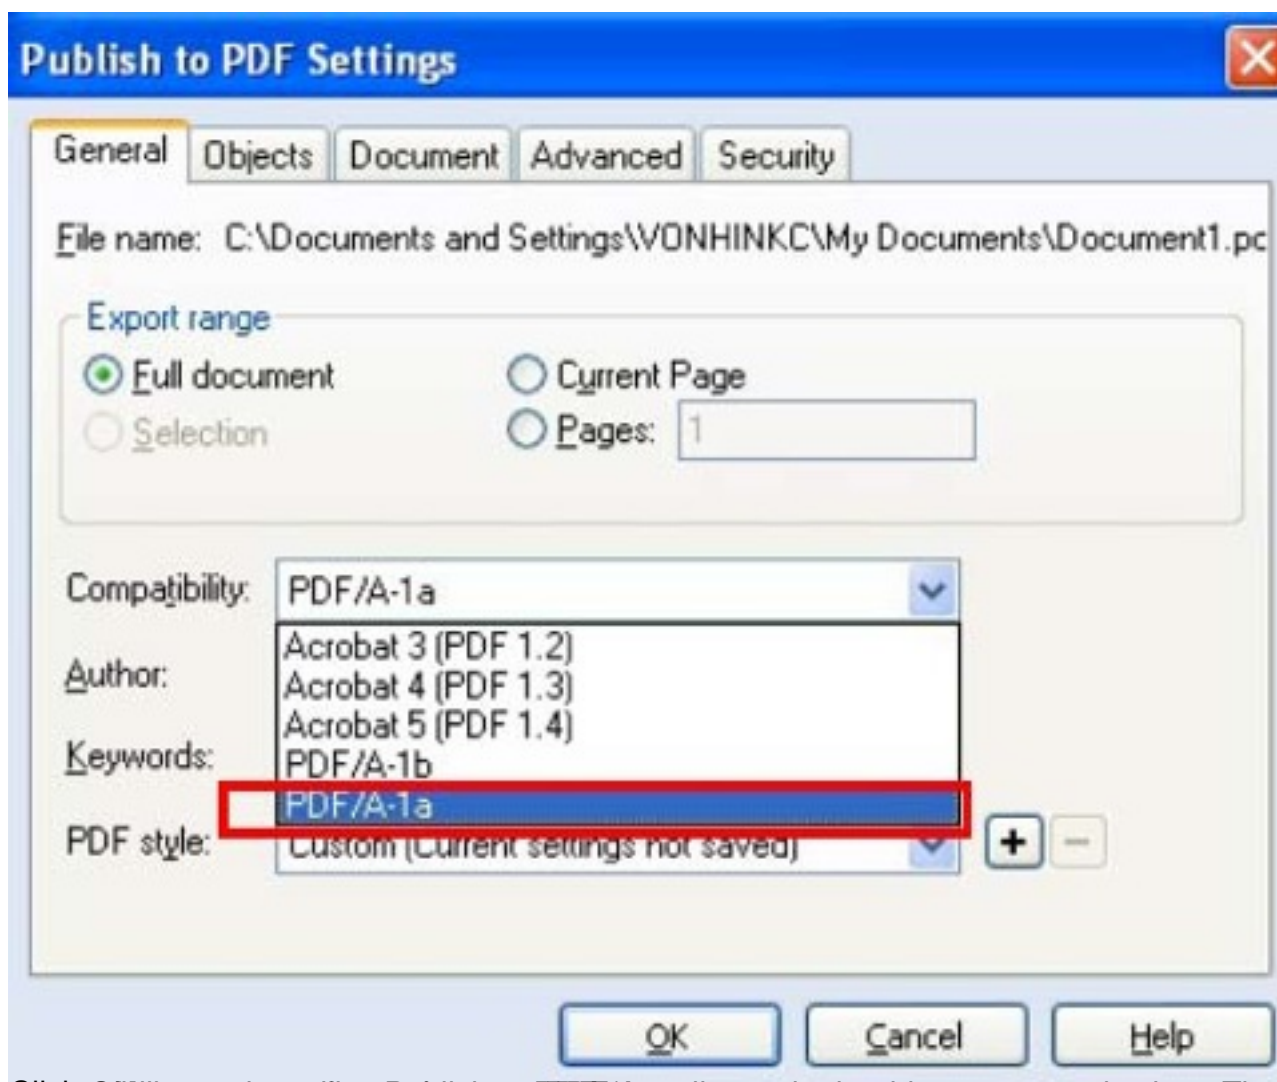 Publish to PDF Settings
General Objects Document Advanced Security
File name: C:\Documents and Settings\VONHINKC\My Documents\Document1.pc
Export range
Full document Current Page
Selection Pages: 1
Compatibility: PDF/A-1a
Acrobat 3 (PDF 1.2)
Author:
Acrobat 4 (PDF 1.3)
Acrobat 5 (PDF 1.4)
Keywords:
PDF/A-1b
PDF/A-1a
PDF style: Custom (Current settings not saved) + -
OK Cancel Help